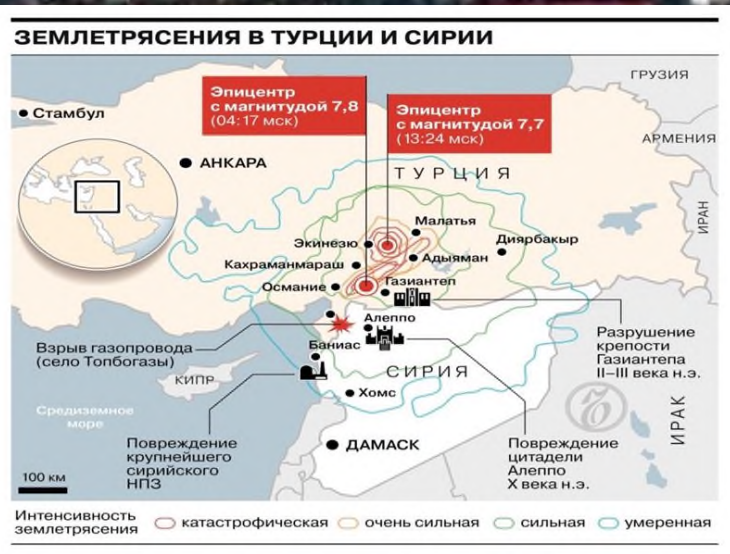 ЗЕМЛЕТРЯСЕНИЯ В ТУРЦИИ И СИРИИ
Эпицентр
с магнитудой 7,8
(04:17 мск)
Эпицентр
с магнитудой 7,7
(13:24 мск)
ГРУЗИЯ
Стамбул
АРМЕНИЯ
АНКАРА
ТУРЦИЯ
ИРАН
Малатья
Экинезю
Диярбакыр
Адыяман
Кахраманмараш
Газиантеп
Османие
Алеппо
Взрыв газопровода
(село Топбогазы)
Баниас
Разрушение
крепости
Газиантепа
II–III века н.э.
КИПР
СИРИЯ
Хомс
Средиземное
море
ИРАК
Повреждение
крупнейшего
сирийского
НПЗ
ДАМАСК
Повреждение
цитадели
Алеппо
X века н.э.
100 км
Интенсивность
землетрясения
катастрофическая
очень сильная
сильная
умеренная